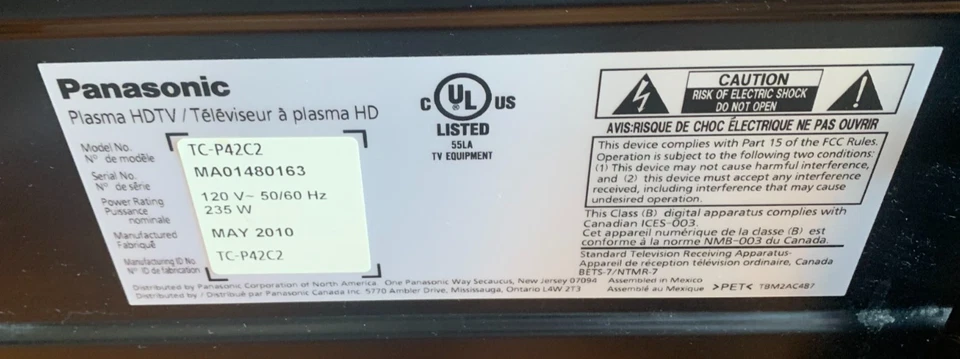 Panasonic
Plasma HDTV / Téléviseur à plasma HD
Model No.
Nº de modèle
TC-P42C2
Serial No.
Nº de série
MA01480163
Power Rating
Puissance
nominale
120 V~ 50/60 Hz
235 W
Manufactured
Fabriqué
MAY 2010
Manufacturing ID No.
Nº ID de fabrication
TC-P42C2
Distributed by Panasonic Corporation of North America. One Panasonic Way Secaucus, New Jersey 07094
Distributed by / Distribué par Panasonic Canada Inc. 5770 Ambler Drive, Mississauga, Ontario L4W 2T3
C UL US
®
LISTED
55LA
TV EQUIPMENT
CAUTION
RISK OF ELECTRIC SHOCK
DO NOT OPEN
AVIS:RISQUE DE CHOC ÉLECTRIQUE NE PAS OUVRIR
This device complies with Part 15 of the FCC Rules.
Operation is subject to the following two conditions:
(1) This device may not cause harmful interference,
and (2) this device must accept any interference
received, including interference that may cause
undesired operation.
This Class (B) digital apparatus complies with
Canadian ICES-003.
Cet appareil numérique de la classe (B) est
conforme à la norme NMB-003 du Canada.
Standard Television Receiving Apparatus-
Appareil de réception télévision ordinaire, Canada
BETS-7/NTMR-7
Assembled in Mexico
Assemblé au Mexique
>PET< TBM2AC487